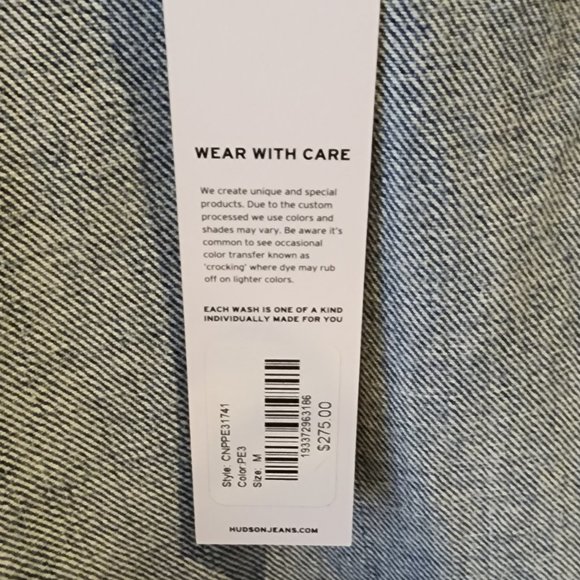 WEAR WITH CARE
We create unique and special
products. Due to the custom
processed we use colors and
shades may vary. Be aware it's
common to see occasional
color transfer known as
'crocking' where dye may rub
off on lighter colors.
EACH WASH IS ONE OF A KIND
INDIVIDUALLY MADE FOR YOU
Style: CNPPE31741
Color:PE3
Size: M
193372963186
$275.00
HUDSONJEANS.COM